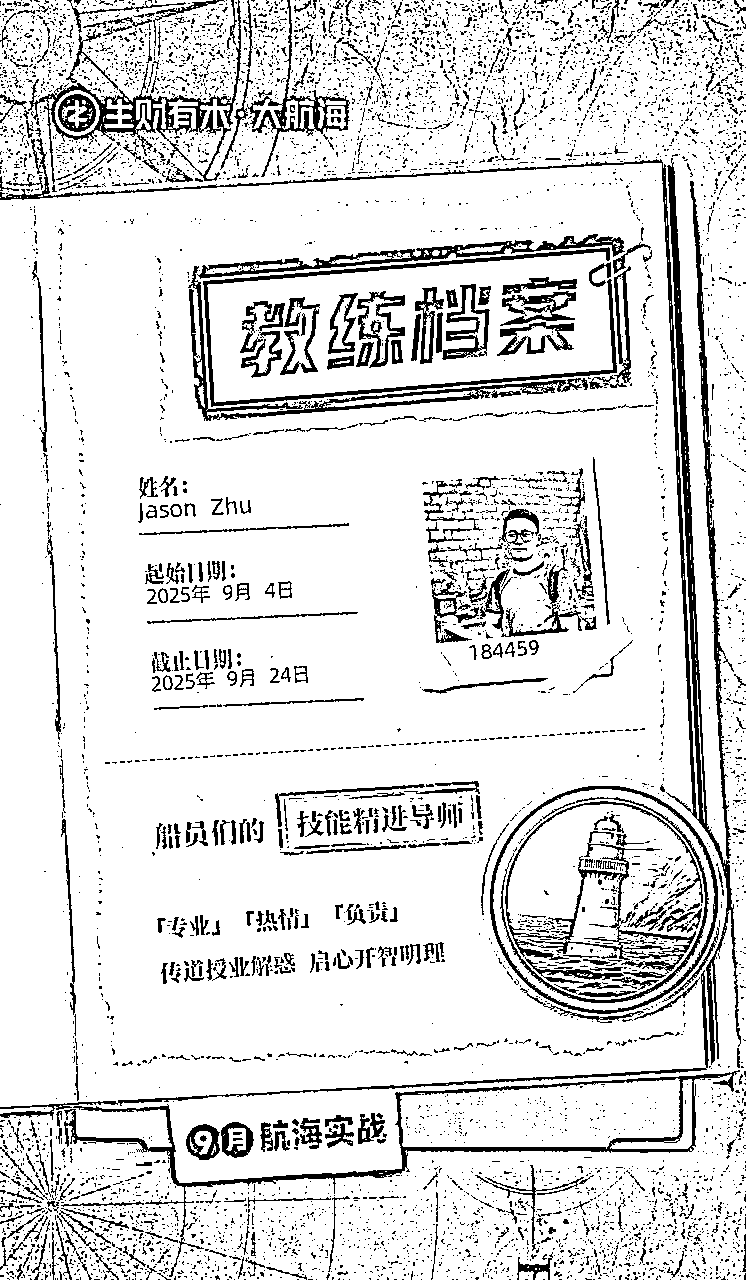 生财有术·大航海
教练档案
姓名：
Jason Zhu
起始日期：
2025年 9月 4日
184459
截止日期：
2025年 9月 24日
船员们的 技能精进导师
「专业」「热情」「负责」
传道授业解惑 启心开智明理
9月航海实战